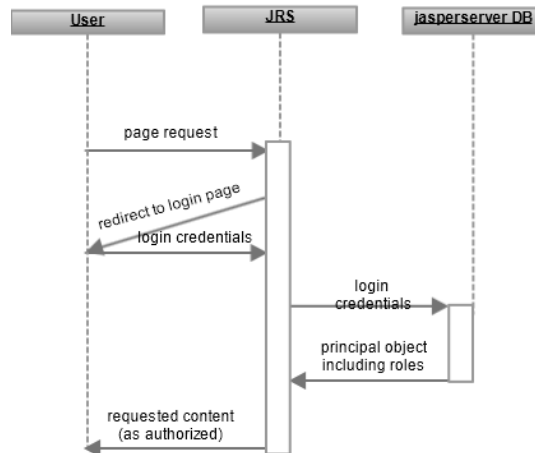 User
JRS
jasperserver DB
page request
redirect to login page
login credentials
login
credentials
principal object
including roles
requested content
(as authorized)